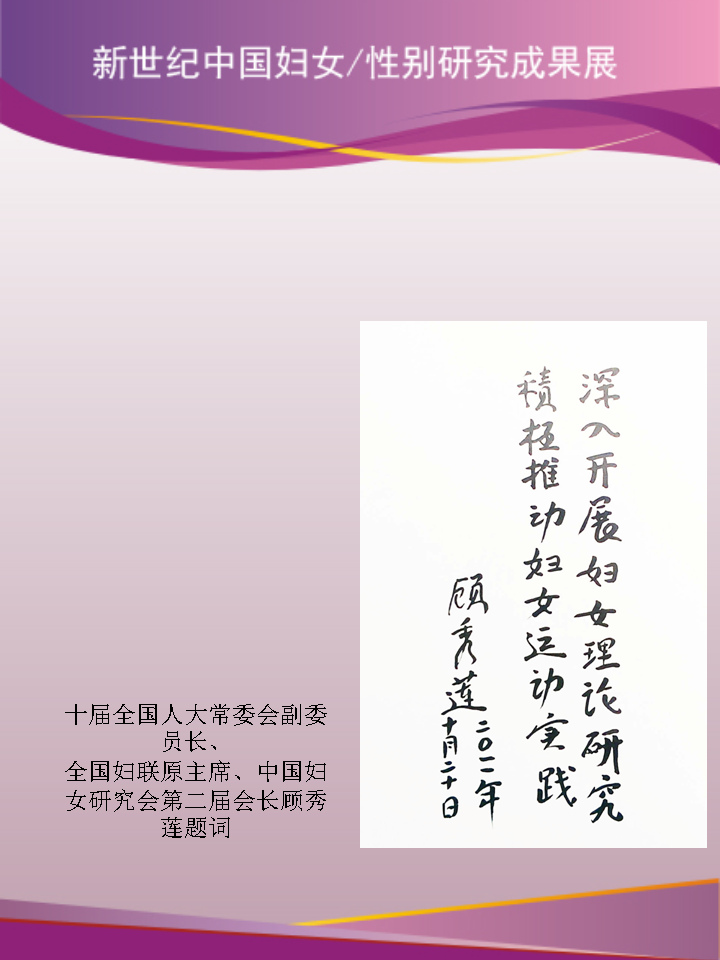 新世纪中国妇女/性别研究成果展
深入开展妇女理论研究
積极推动妇女运动实践
二〇一一年
顾秀莲
十月二十日
十届全国人大常委会副委
员长、
全国妇联原主席、中国妇
女研究会第二届会长顾秀
莲题词